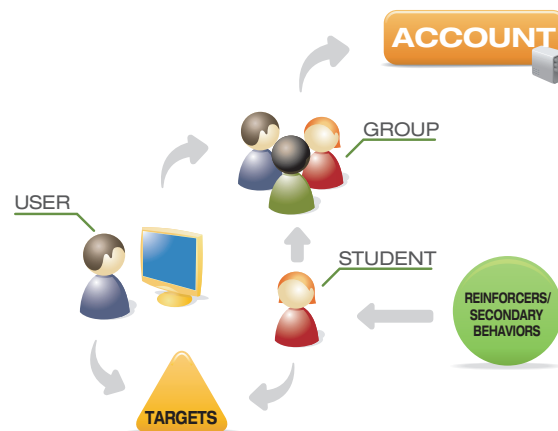 ACCOUNT
GROUP
USER
STUDENT
REINFORCERS/
SECONDARY
BEHAVIORS
TARGETS